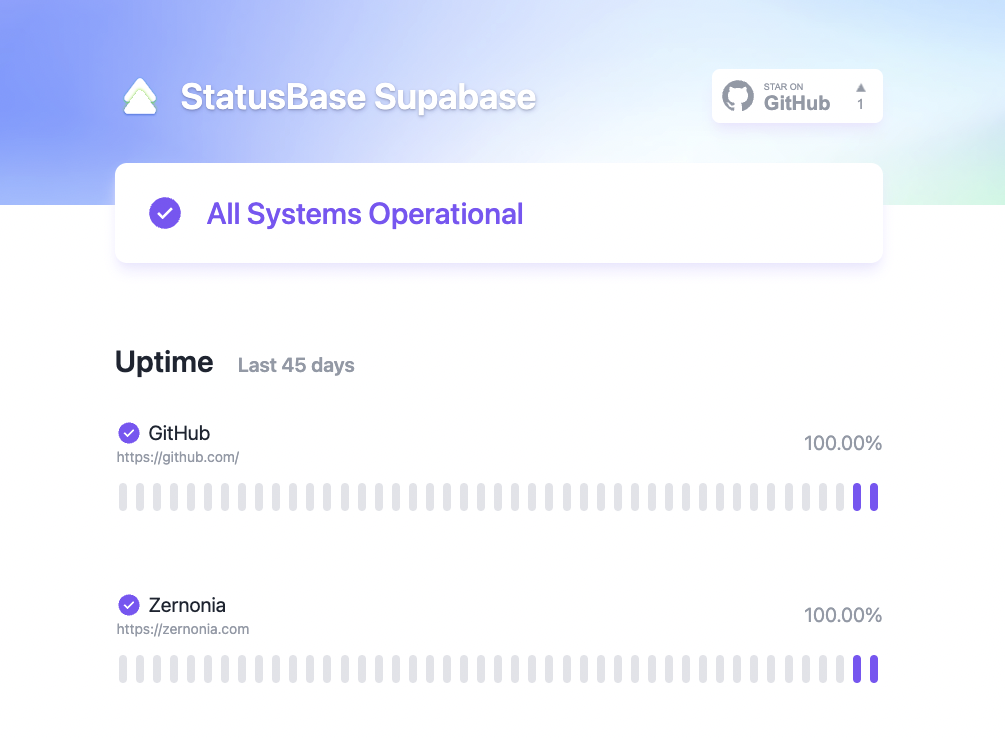 StatusBase Supabase
STAR ON
GitHub
▲
1
All Systems Operational
Uptime Last 45 days
GitHub
https://github.com/
100.00%
Zernonia
https://zernonia.com
100.00%